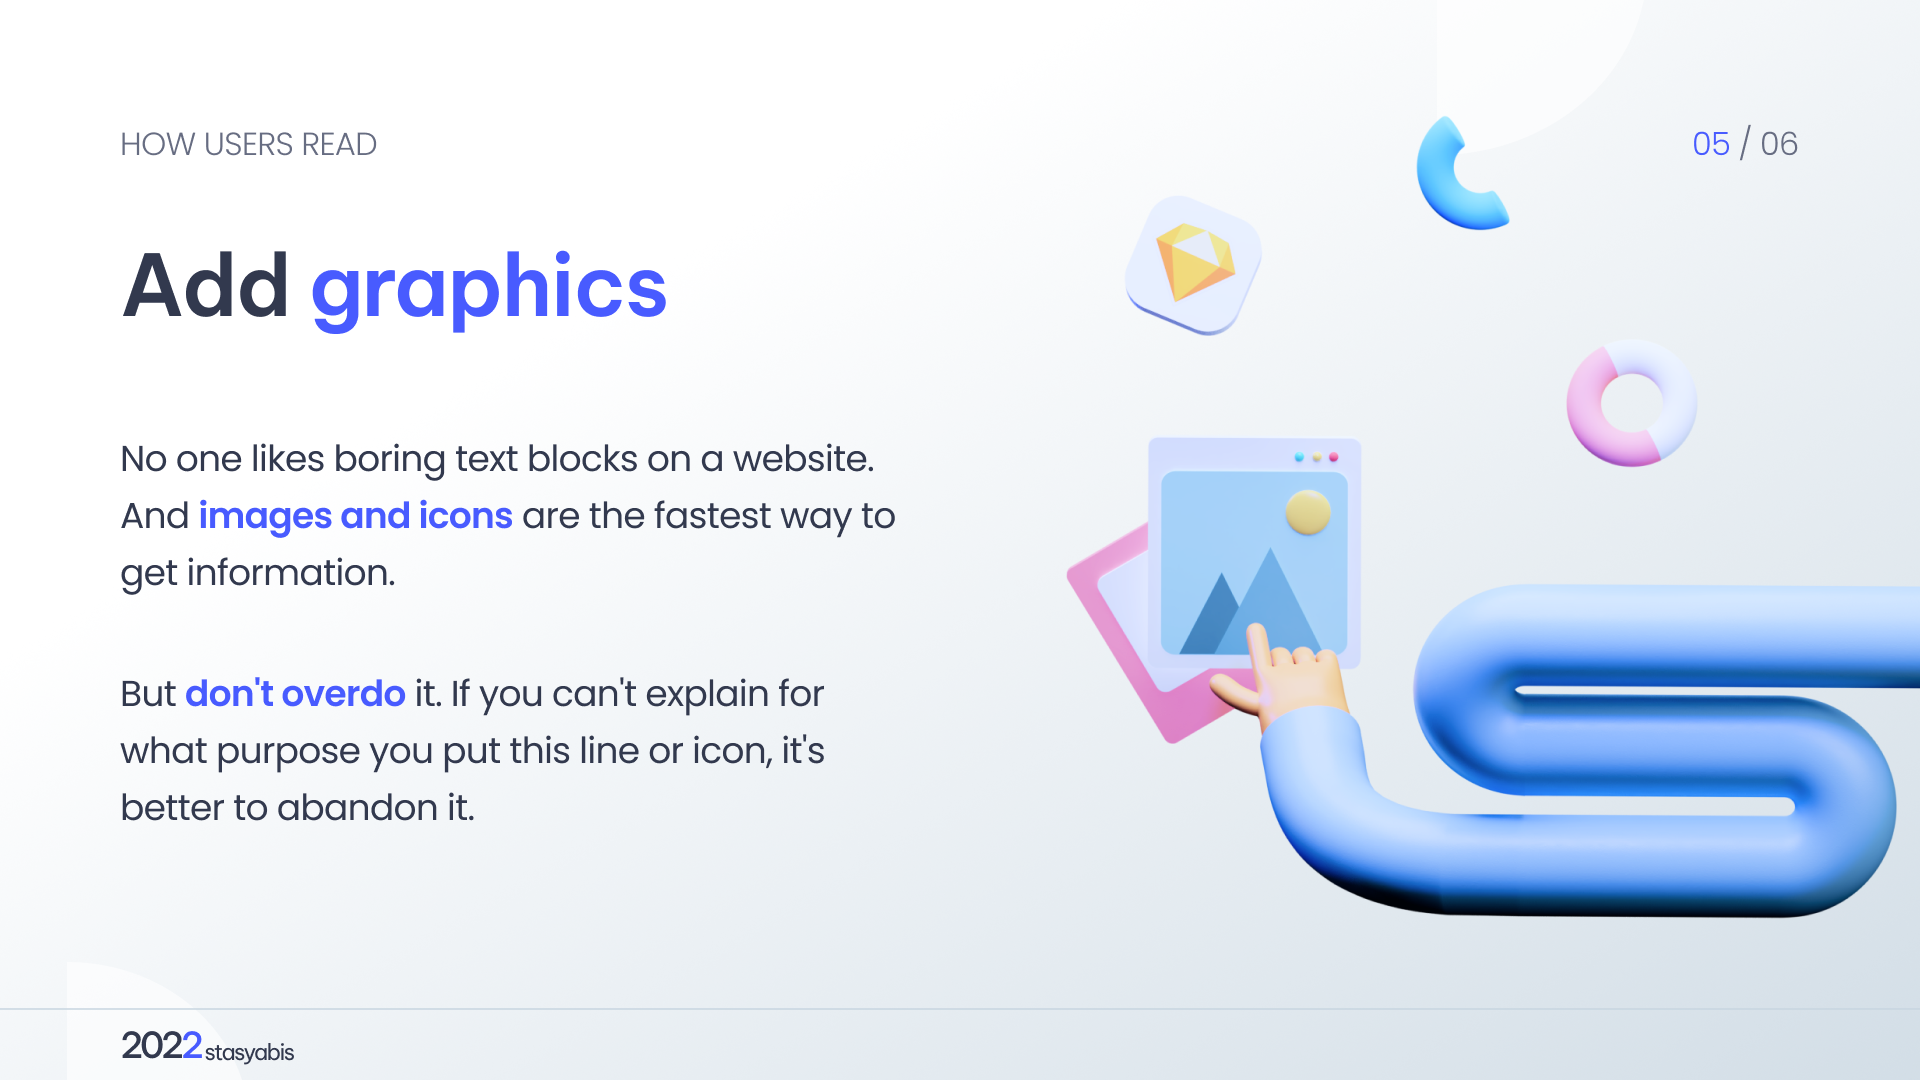 HOW USERS READ
05 / 06
Add graphics
No one likes boring text blocks on a website.
And images and icons are the fastest way to
get information.
But don't overdo it. If you can't explain for
what purpose you put this line or icon, it's
better to abandon it.
2022 stasyabis